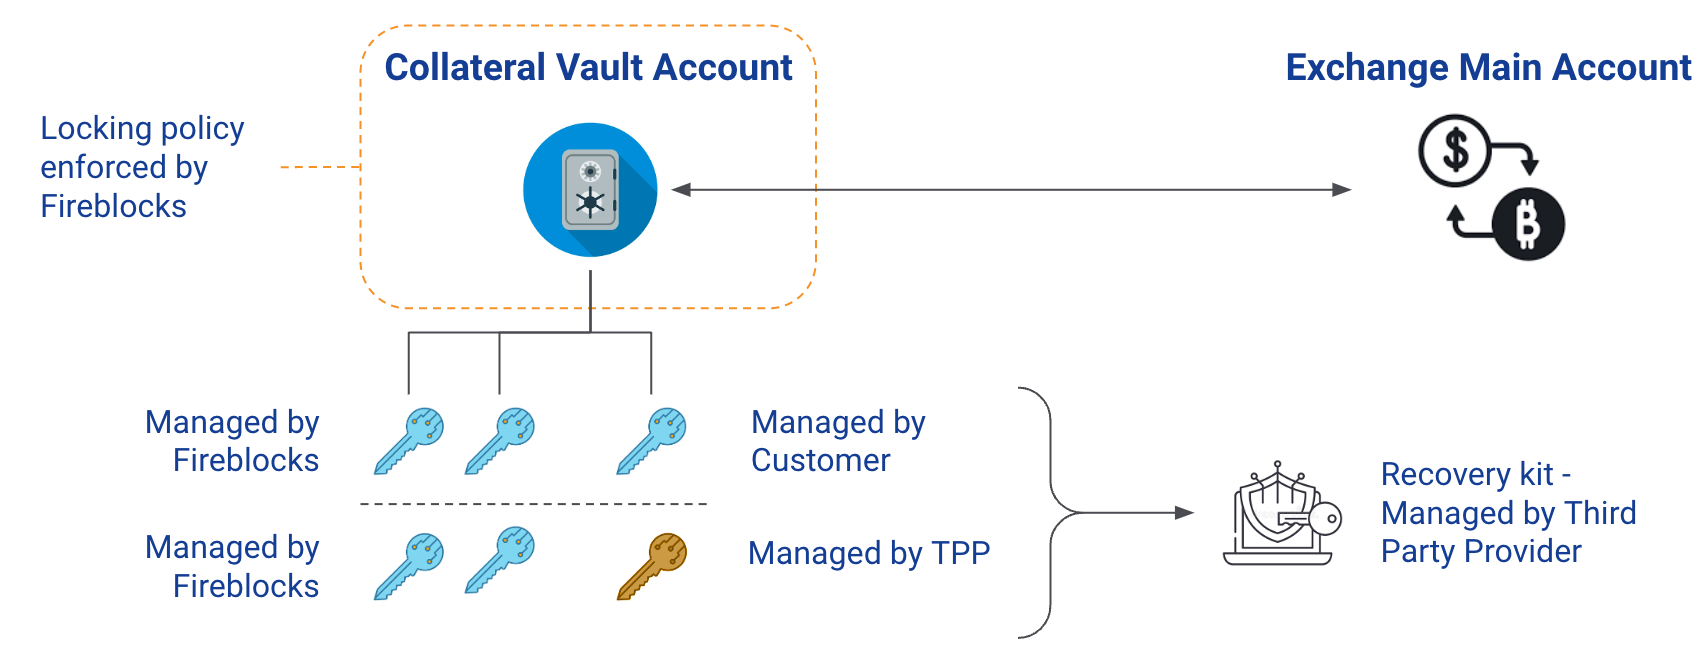 Collateral Vault Account
Exchange Main Account
Locking policy
enforced by
Fireblocks
$
B
Managed by
Fireblocks
Managed by
Customer
Managed by
Fireblocks
Managed by TPP
Recovery kit -
Managed by Third
Party Provider